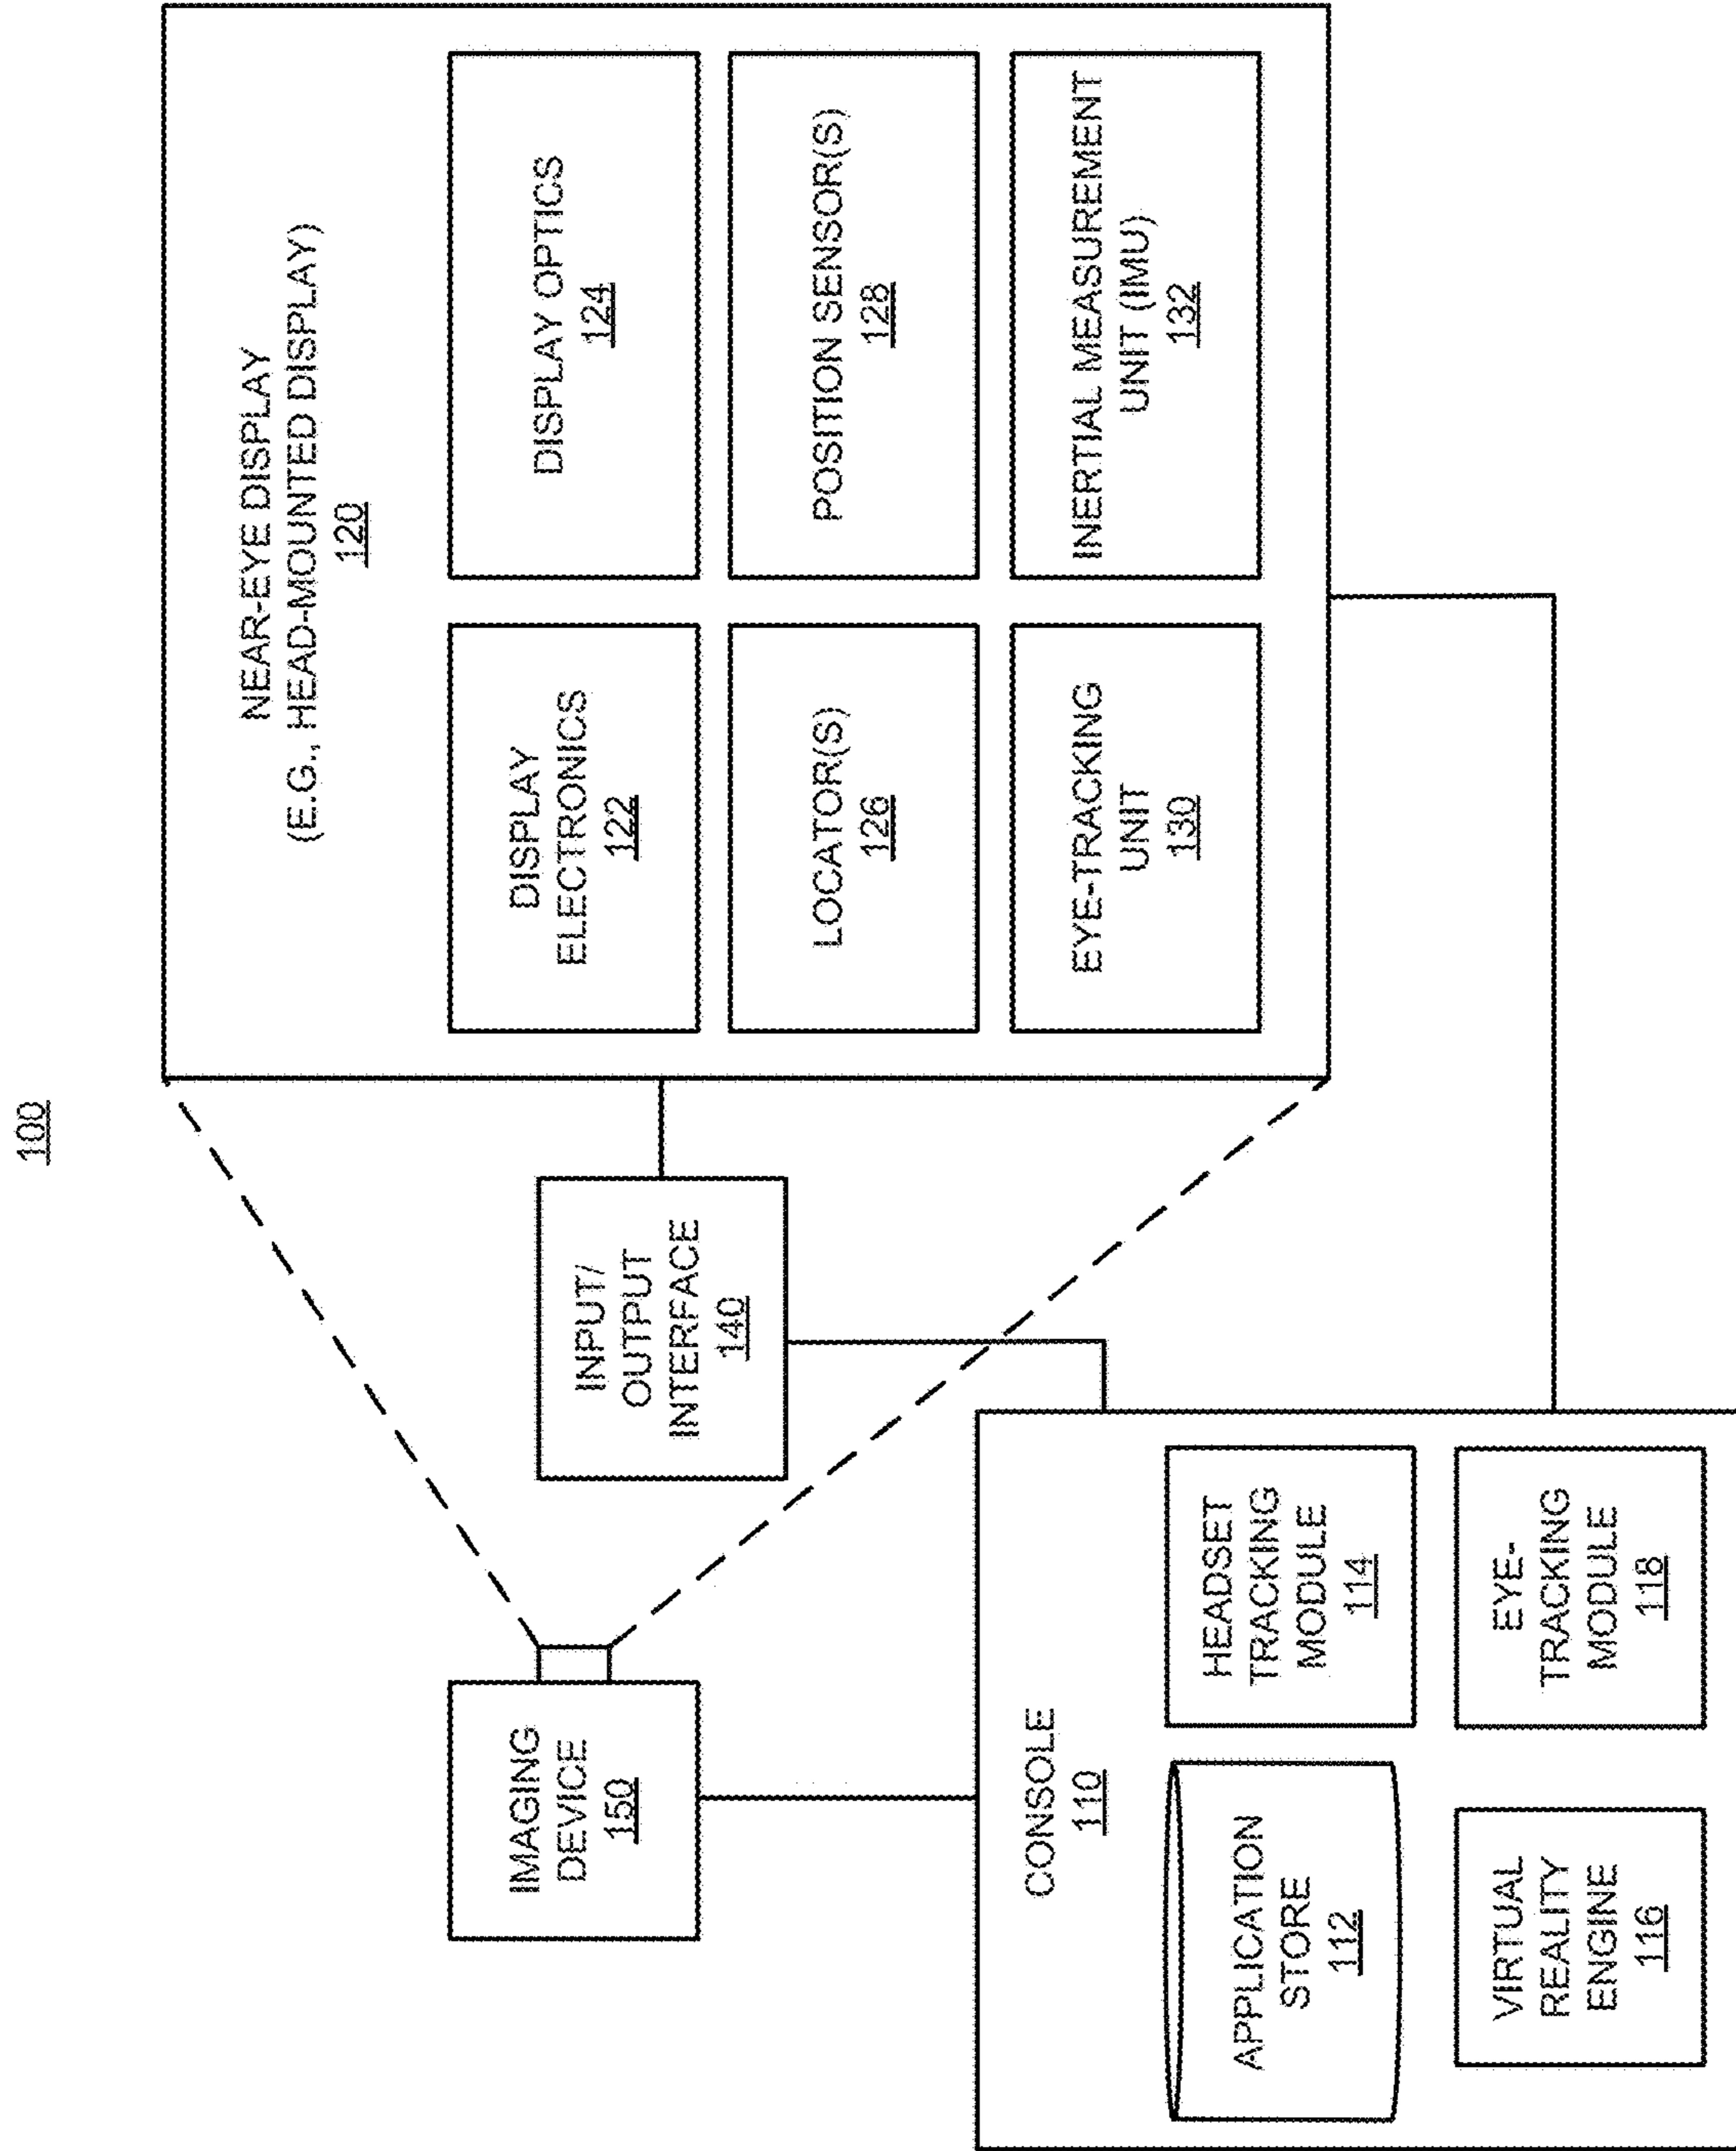 100
NEAR-EYE DISPLAY
(E.G., HEAD-MOUNTED DISPLAY)
120
IMAGING
DEVICE
150
INPUT/
OUTPUT
INTERFACE
140
DISPLAY
ELECTRONICS
122
DISPLAY OPTICS
124
LOCATOR(S)
126
POSITION SENSOR(S)
128
EYE-TRACKING
UNIT
130
INERTIAL MEASUREMENT
UNIT (IMU)
132
CONSOLE
110
APPLICATION
STORE
112
HEADSET
TRACKING
MODULE
114
VIRTUAL
REALITY
ENGINE
116
EYE-
TRACKING
MODULE
118